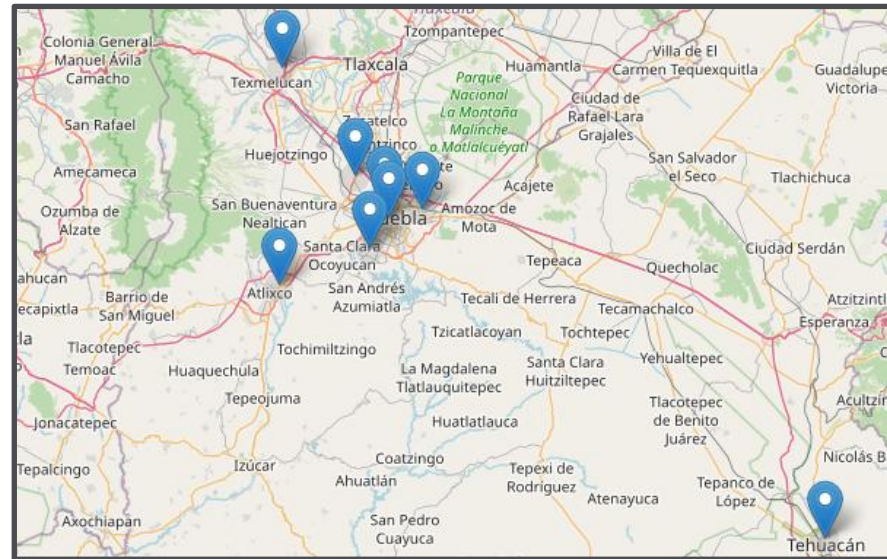 Tlaxcala
Tzompantepec
Colonia General
Manuel Ávila
Camacho
Villa de El
Carmen Tequexquitla
Huamantla
Guadalupe
Victoria
Texmelucan
Tlaxcala
Parque
Nacional
La Montaña
Malinche
o Matlalcuéyatl
Ciudad de
Rafael Lara
Grajales
San Rafael
Huejotzingo
San Salvador
el Seco
Tlachichuca
Amecameca
Acajete
San Buenaventura
Nealtican
Amozoc de
Mota
Ozumba de
Alzate
Santa Clara
Ocoyucan
Ciudad Serdán
Tepeaca
Quecholac
Atlixco
San Andrés
Azumiatla
Tecali de Herrera
Barrio de
San Miguel
Tecamachalco
Esperanza
Tzicatlacoyan
Tochtepec
Tlacotepec
Temoac
Tochimiltzingo
Huaquechula
La Magdalena
Tlatlauquitepec
Santa Clara
Huitziltepec
Yehualtepec
Tepeojuma
Tlacotepec
de Benito
Juárez
Jonacatepec
Huatlatlauca
Izúcar
Coatzingo
Tepalcingo
Ahuatlán
Tepexi de
Rodríguez
Atenayuca
Tepanco de
López
Axochiapan
San Pedro
Cuayuca
Tehuacán